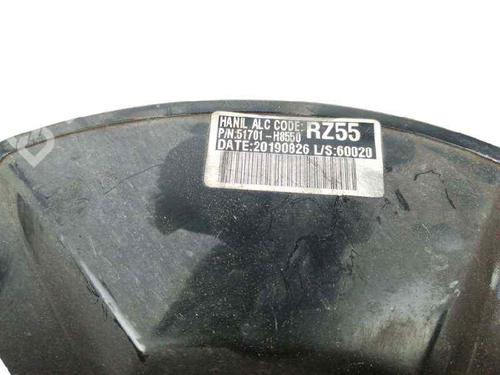 HANIL ALC CODE: RZ55
P/N:51701-H8550
DATE:20190826 L/S:60020